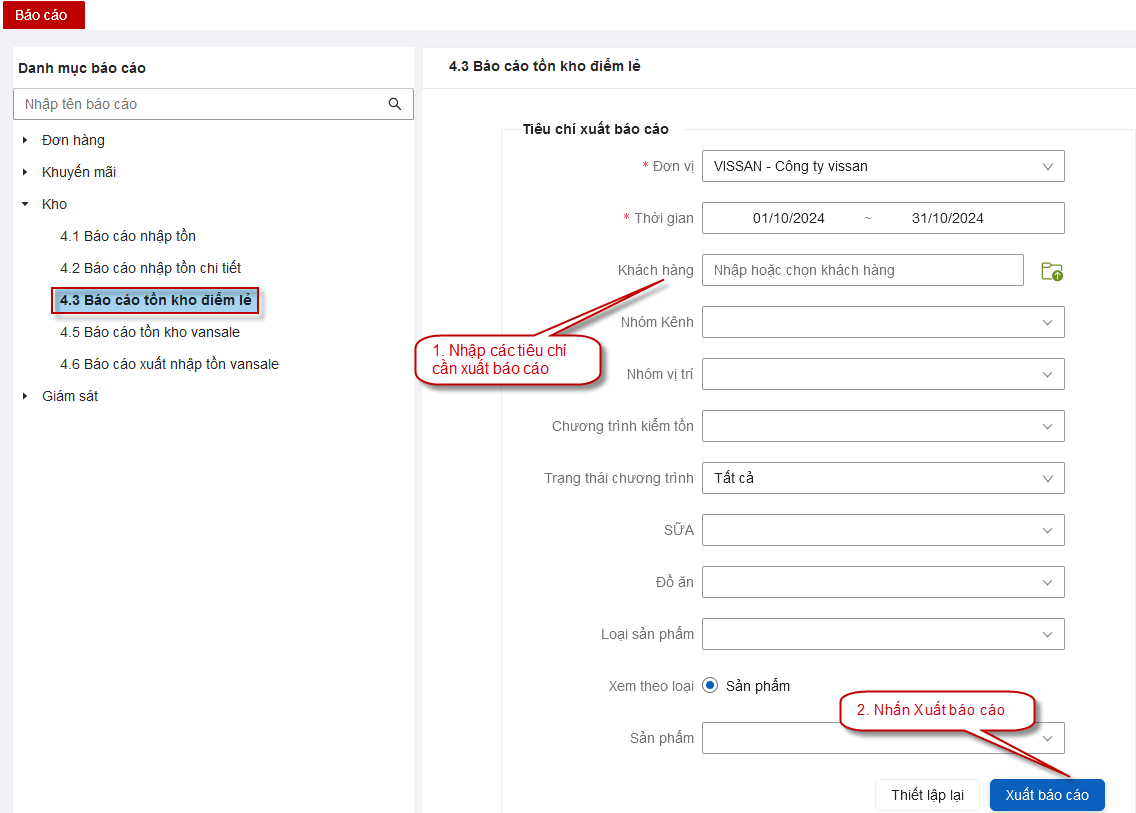 Báo cáo
Danh mục báo cáo
Nhập tên báo cáo
Đơn hàng
Khuyến mãi
Kho
4.1 Báo cáo nhập tồn
4.2 Báo cáo nhập tồn chi tiết
4.3 Báo cáo tồn kho điểm lẻ
4.5 Báo cáo tồn kho vansale
4.6 Báo cáo xuất nhập tồn vansale
Giám sát
4.3 Báo cáo tồn kho điểm lẻ
Tiêu chí xuất báo cáo
* Đơn vị VISSAN - Công ty vissan
* Thời gian 01/10/2024 ~ 31/10/2024
Khách hàng Nhập hoặc chọn khách hàng
Nhóm Kênh
1. Nhập các tiêu chí
cần xuất báo cáo
Nhóm vị trí
Chương trình kiểm tồn
Trạng thái chương trình Tất cả
SỮA
Đồ ăn
Loại sản phẩm
Xem theo loại Sản phẩm
2. Nhấn Xuất báo cáo
Sản phẩm
Thiết lập lại Xuất báo cáo